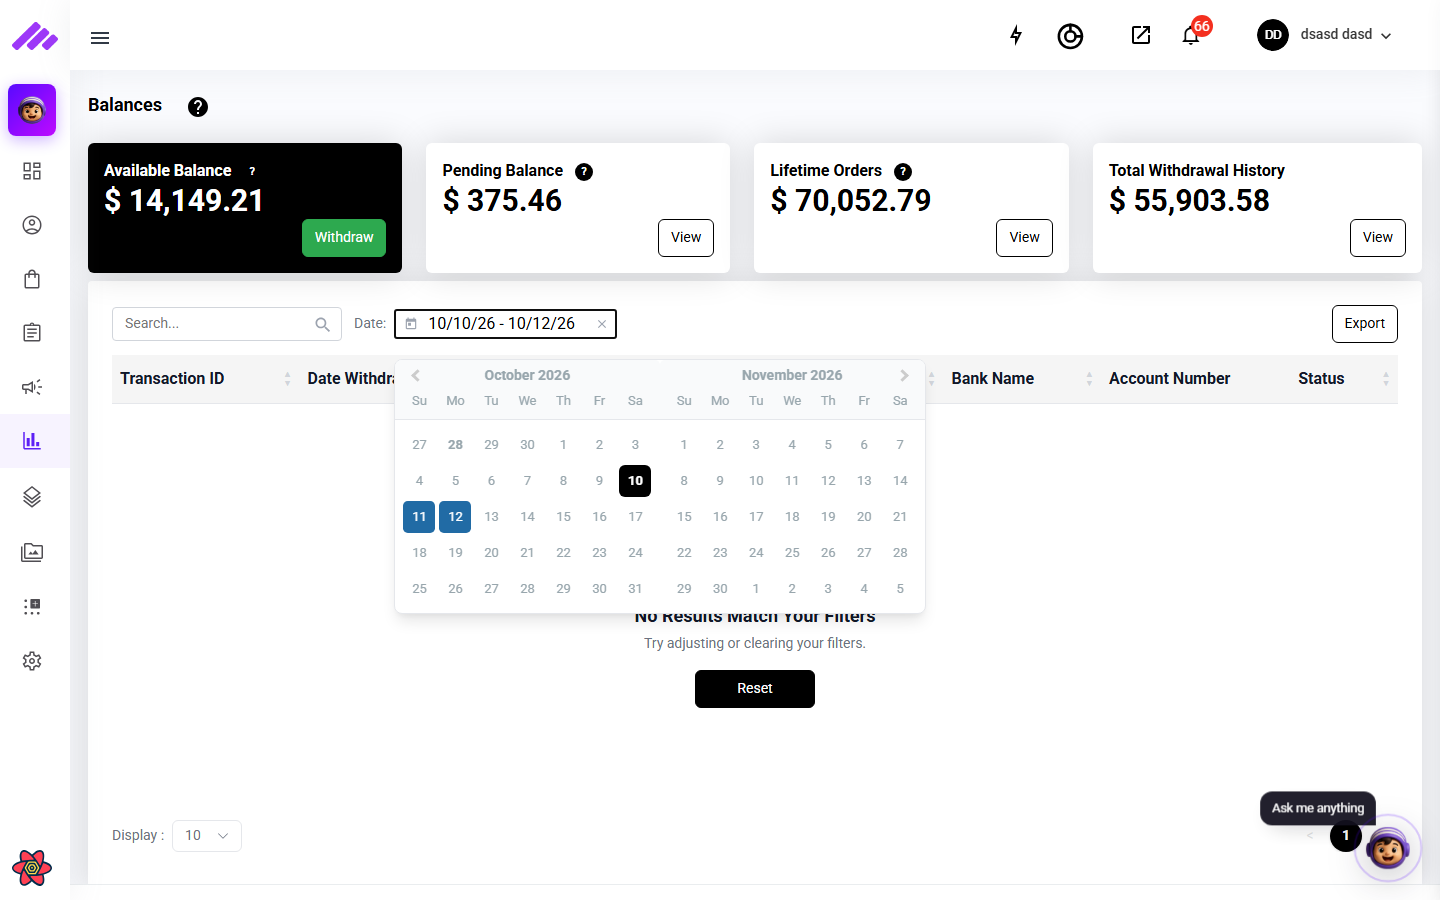 66
DD
dsasd dasd
Balances
?
Available Balance ?
$ 14,149.21
Withdraw
Pending Balance ?
$ 375.46
View
Lifetime Orders ?
$ 70,052.79
View
Total Withdrawal History
$ 55,903.58
View
Search...
Date:
10/10/26 - 10/12/26
Export
Transaction ID
Bank Name
Account Number
Status
October 2026
November 2026
Su Mo Tu We Th Fr Sa
Su Mo Tu We Th Fr Sa
27 28 29 30 1 2 3
1 2 3 4 5 6 7
4 5 6 7 8 9 10
8 9 10 11 12 13 14
11 12 13 14 15 16 17
15 16 17 18 19 20 21
18 19 20 21 22 23 24
22 23 24 25 26 27 28
25 26 27 28 29 30 31
29 30 1 2 3 4 5
Date Withdra
No Results Match Your Filters
Try adjusting or clearing your filters.
Reset
Display :
10
Ask me anything
< 1